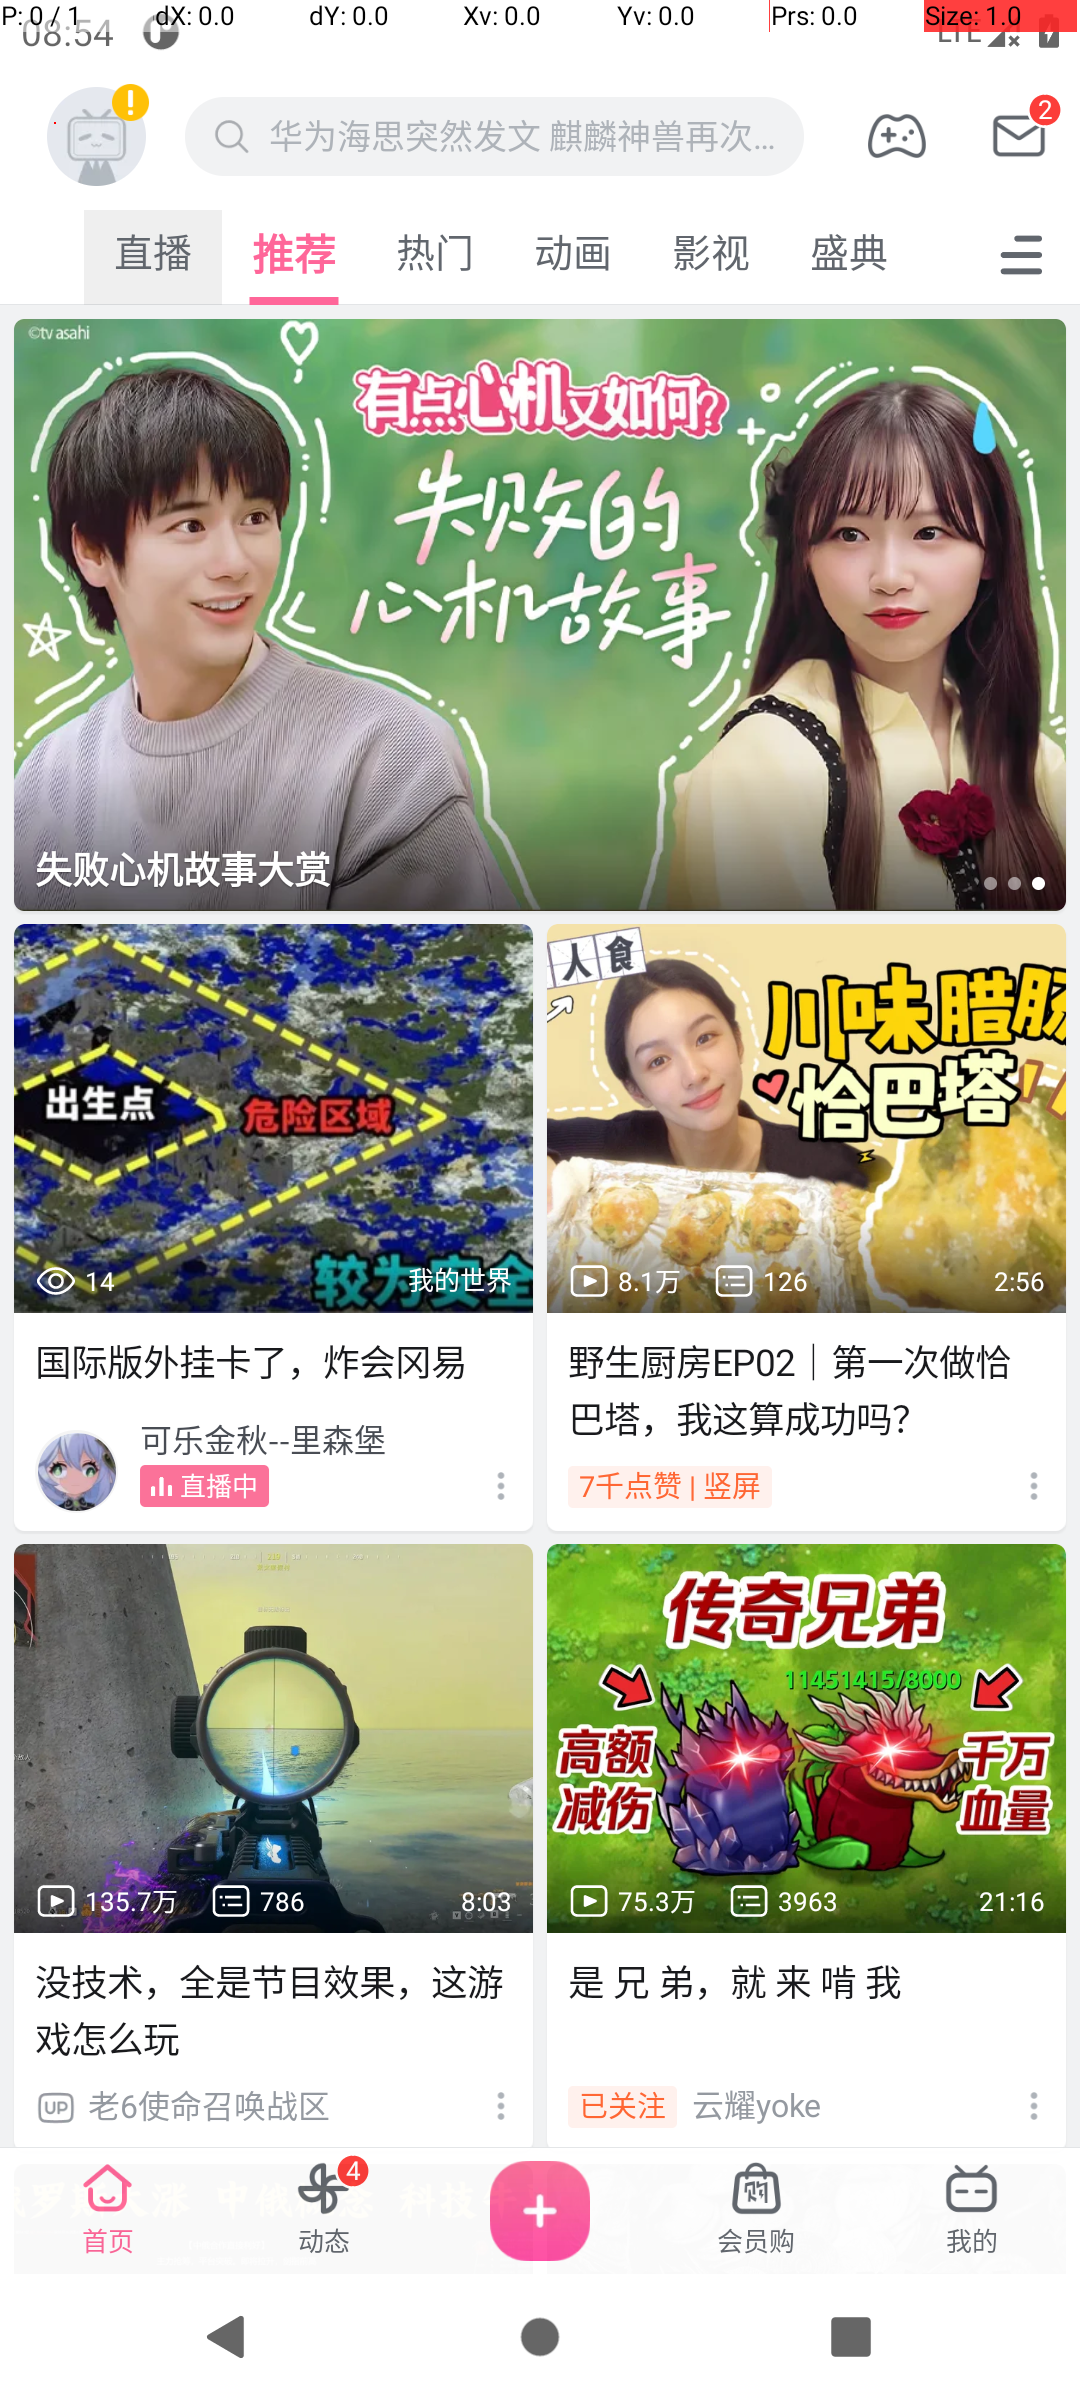 P: 0 / 1 dX: 0.0 dY: 0.0 Xv: 0.0 Yv: 0.0 Prs: 0.0 Size: 1.0
08:54 LTE
华为海思突然发文 麒麟神兽再次... 2
直播 推荐 热门 动画 影视 盛典
©tv asahi
有点心机又如何?
失败的
心机故事
失败心机故事大赏
出生点
危险区域
较为安全
14 我的世界
国际版外挂卡了，炸会冈易
可乐金秋--里森堡
直播中
人食
川味腊肠
恰巴塔
8.1万 126 2:56
野生厨房EP02｜第一次做恰
巴塔，我这算成功吗？
7千点赞 | 竖屏
135.7万 786 8:03
没技术，全是节目效果，这游
戏怎么玩
UP 老6使命召唤战区
传奇兄弟
11451415/8000
高额
减伤
千万
血量
75.3万 3963 21:16
是 兄 弟，就 来 啃 我
已关注 云耀yoke
首页 动态 4 会员购 我的